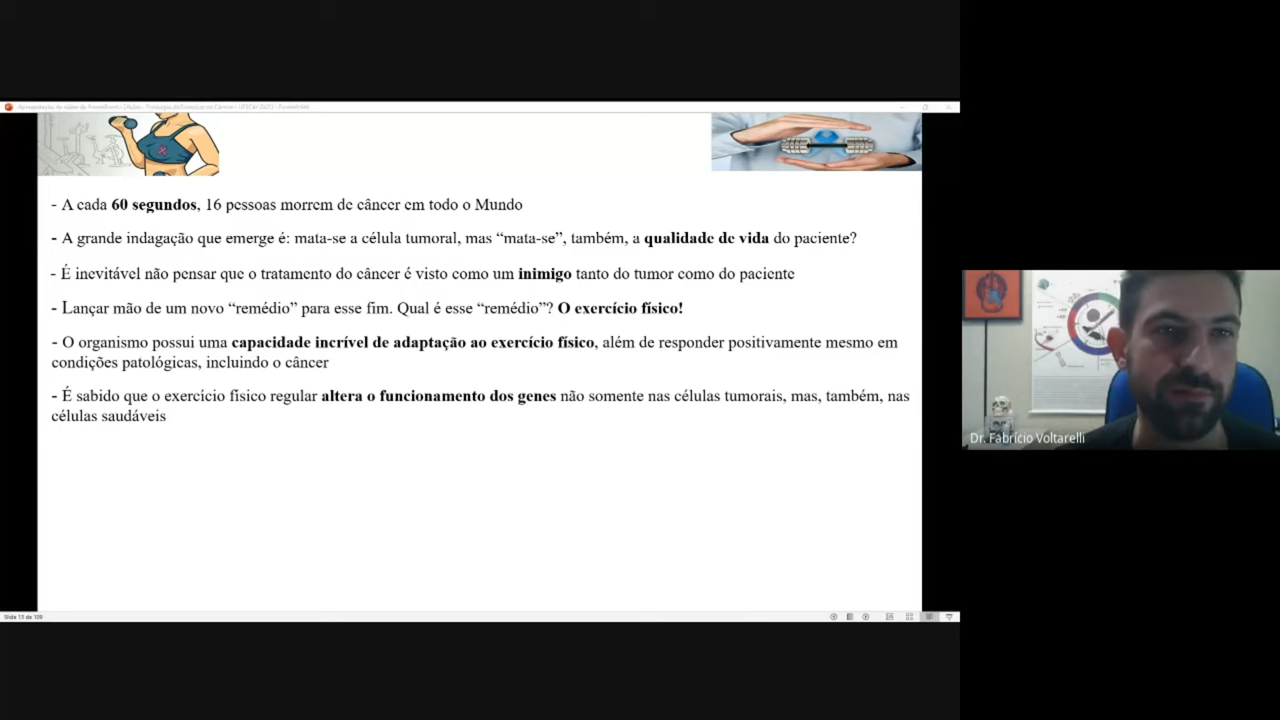 - A cada 60 segundos, 16 pessoas morrem de câncer em todo o Mundo
- A grande indagação que emerge é: mata-se a célula tumoral, mas “mata-se”, também, a qualidade de vida do paciente?
- É inevitável não pensar que o tratamento do câncer é visto como um inimigo tanto do tumor como do paciente
- Lançar mão de um novo “remédio” para esse fim. Qual é esse “remédio”? O exercício físico!
- O organismo possui uma capacidade incrível de adaptação ao exercício físico, além de responder positivamente mesmo em
condições patológicas, incluindo o câncer
- É sabido que o exercício físico regular altera o funcionamento dos genes não somente nas células tumorais, mas, também, nas
células saudáveis
Dr. Fabrício Voltarelli
Slide 13 de 109